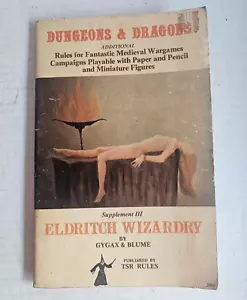 DUNGEONS & DRAGONS
ADDITIONAL
Rules for Fantastic Medieval Wargames
Campaigns Playable with Paper and Pencil
and Miniature Figures
Supplement III
ELDRITCH WIZARDRY
BY
GYGAX & BLUME
PUBLISHED BY
TSR RULES